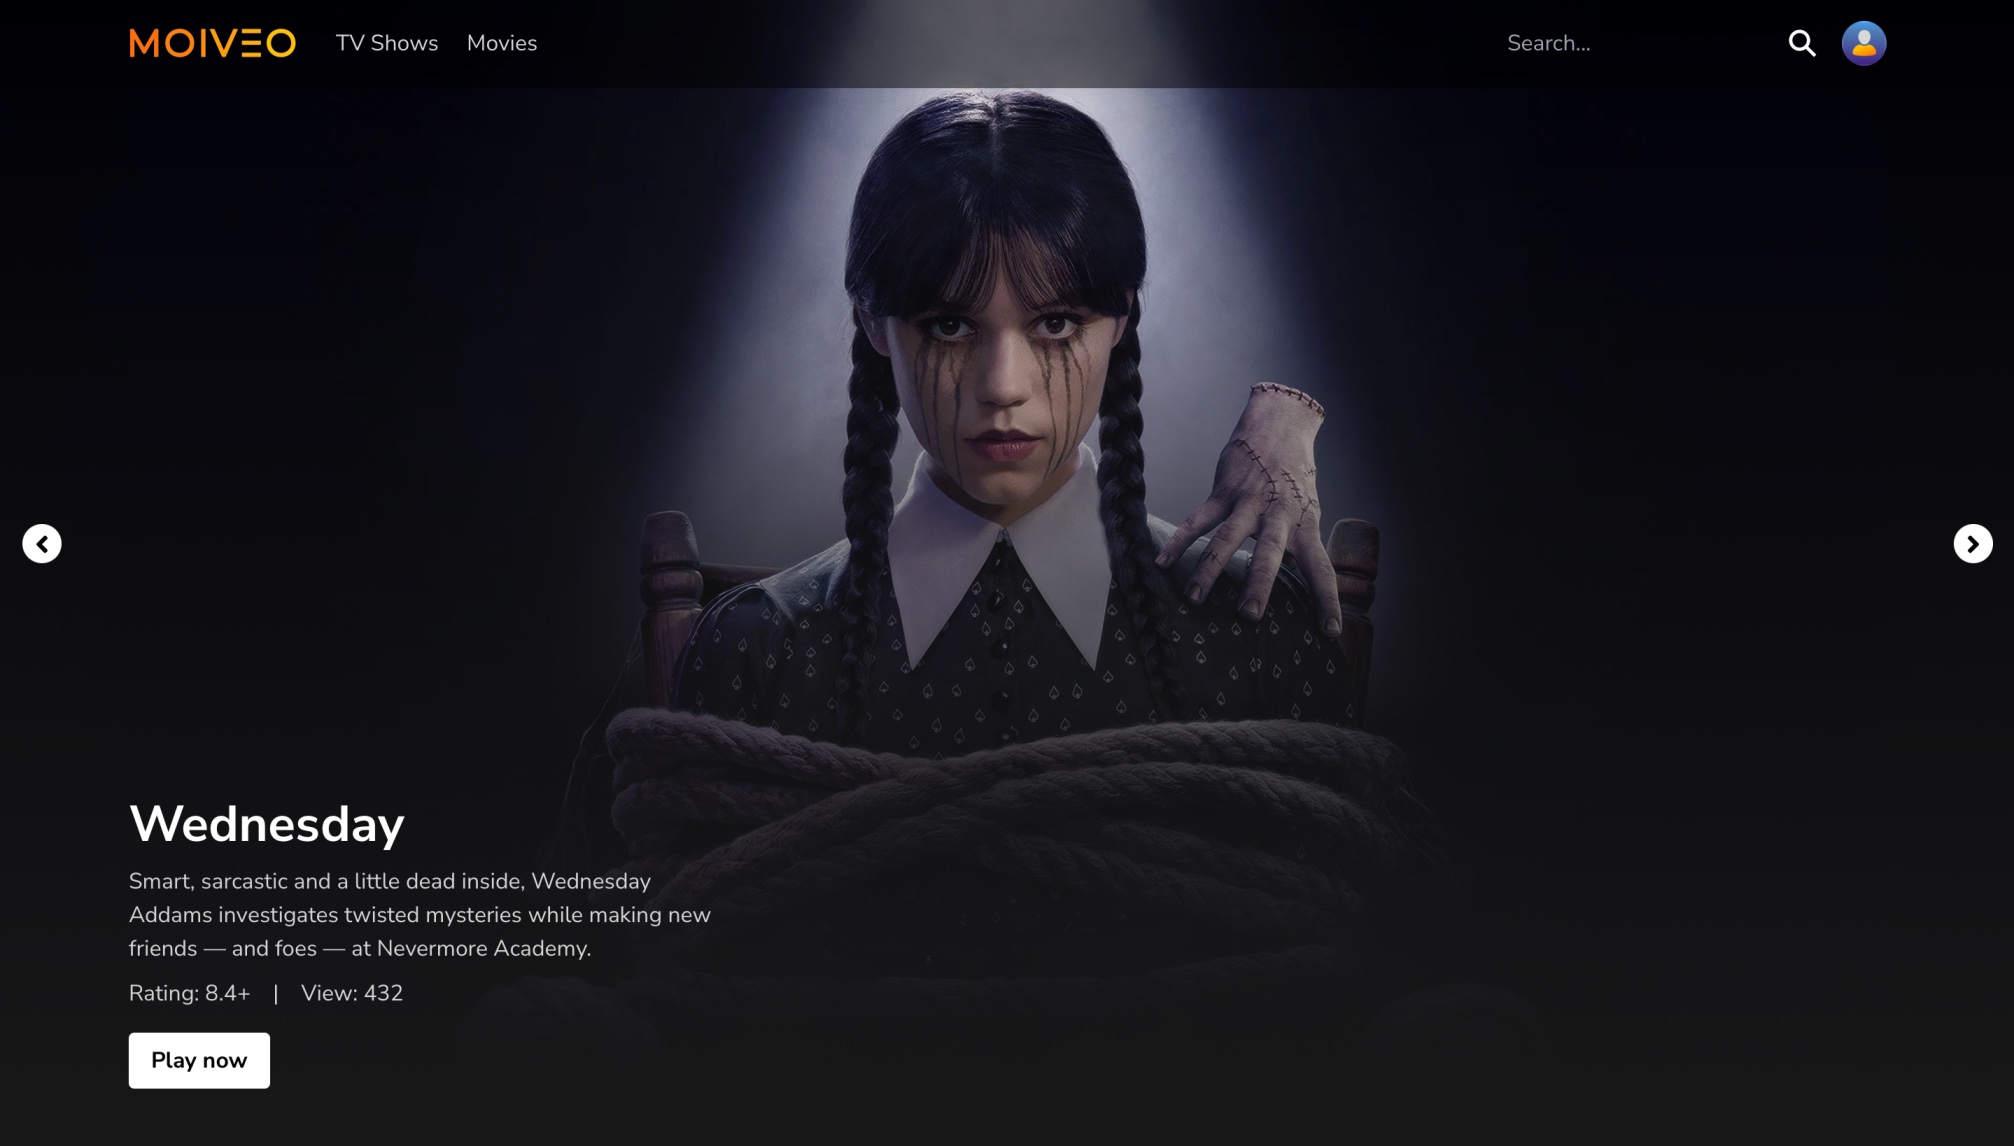 MOIVEO
TV Shows
Movies
Search...
Wednesday
Smart, sarcastic and a little dead inside, Wednesday
Addams investigates twisted mysteries while making new
friends — and foes — at Nevermore Academy.
Rating: 8.4+ | View: 432
Play now